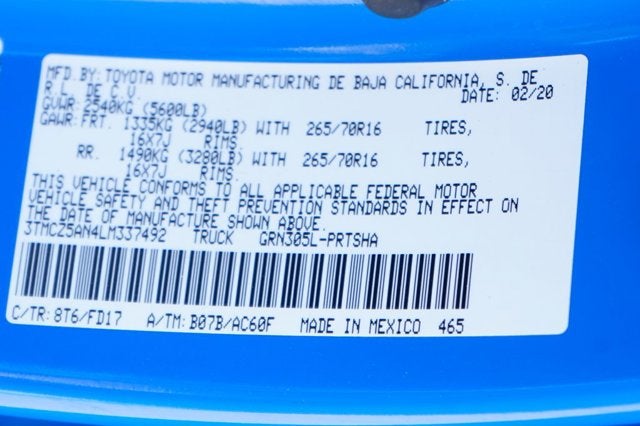 MFD. BY: TOYOTA MOTOR MANUFACTURING DE BAJA CALIFORNIA, S. DE
R.L. DE C.V. DATE: 02/20
GVWR: 2540KG (5600LB)
GAWR: FRT. 1335KG (2940LB) WITH 265/70R16 TIRES,
16X7J RIMS.
RR. 1490KG (3280LB) WITH 265/70R16 TIRES,
16X7J RIMS.
THIS VEHICLE CONFORMS TO ALL APPLICABLE FEDERAL MOTOR
VEHICLE SAFETY AND THEFT PREVENTION STANDARDS IN EFFECT ON
THE DATE OF MANUFACTURE SHOWN ABOVE.
3TMCZ5AN4LM337492 TRUCK GRN305L-PRTSHA
C/TR: 8T6/FD17 A/TM: B07B/AC60F MADE IN MEXICO 465